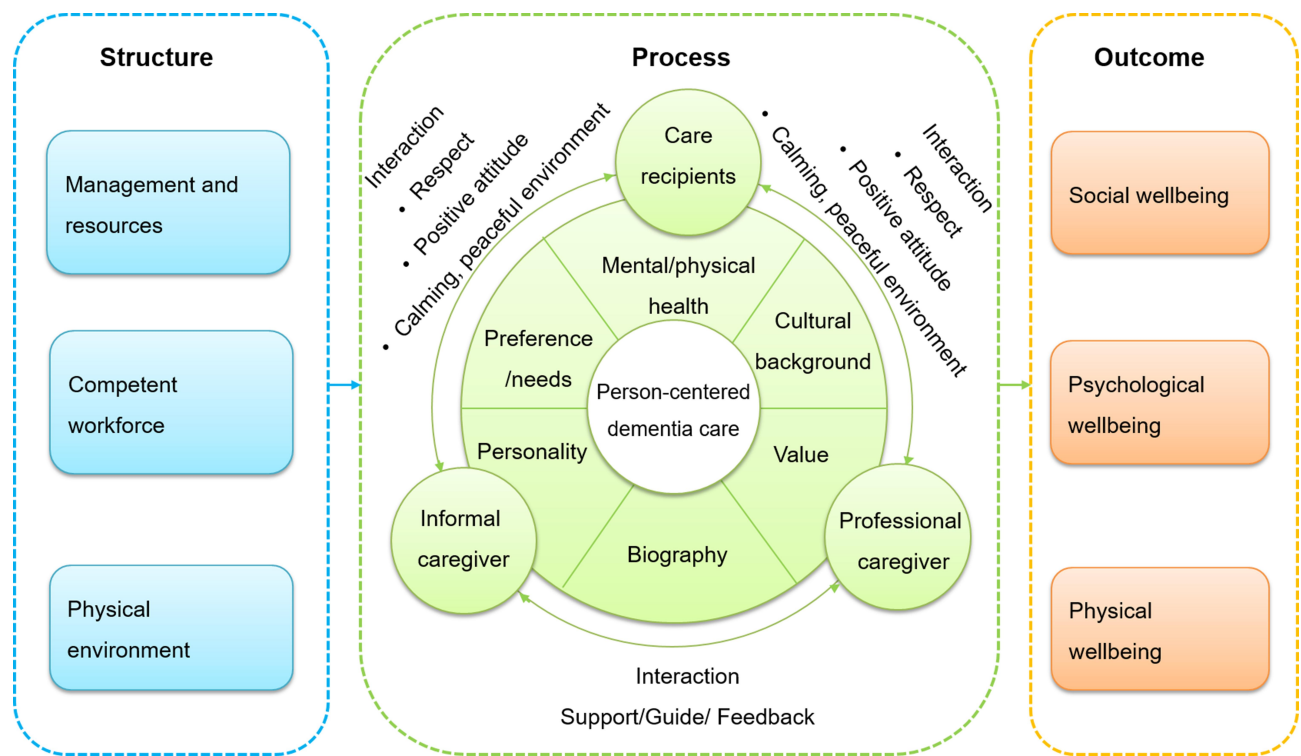 Structure
Management and
resources
Competent
workforce
Physical
environment
Process
Interaction
• Respect
• Positive attitude
• Calming, peaceful environment
Care
recipients
Interaction
• Respect
• Positive attitude
• Calming, peaceful environment
Mental/physical
health
Cultural
background
Preference
/needs
Person-centered
dementia care
Personality
Value
Biography
Informal
caregiver
Professional
caregiver
Interaction
Support/Guide/ Feedback
Outcome
Social wellbeing
Psychological
wellbeing
Physical
wellbeing